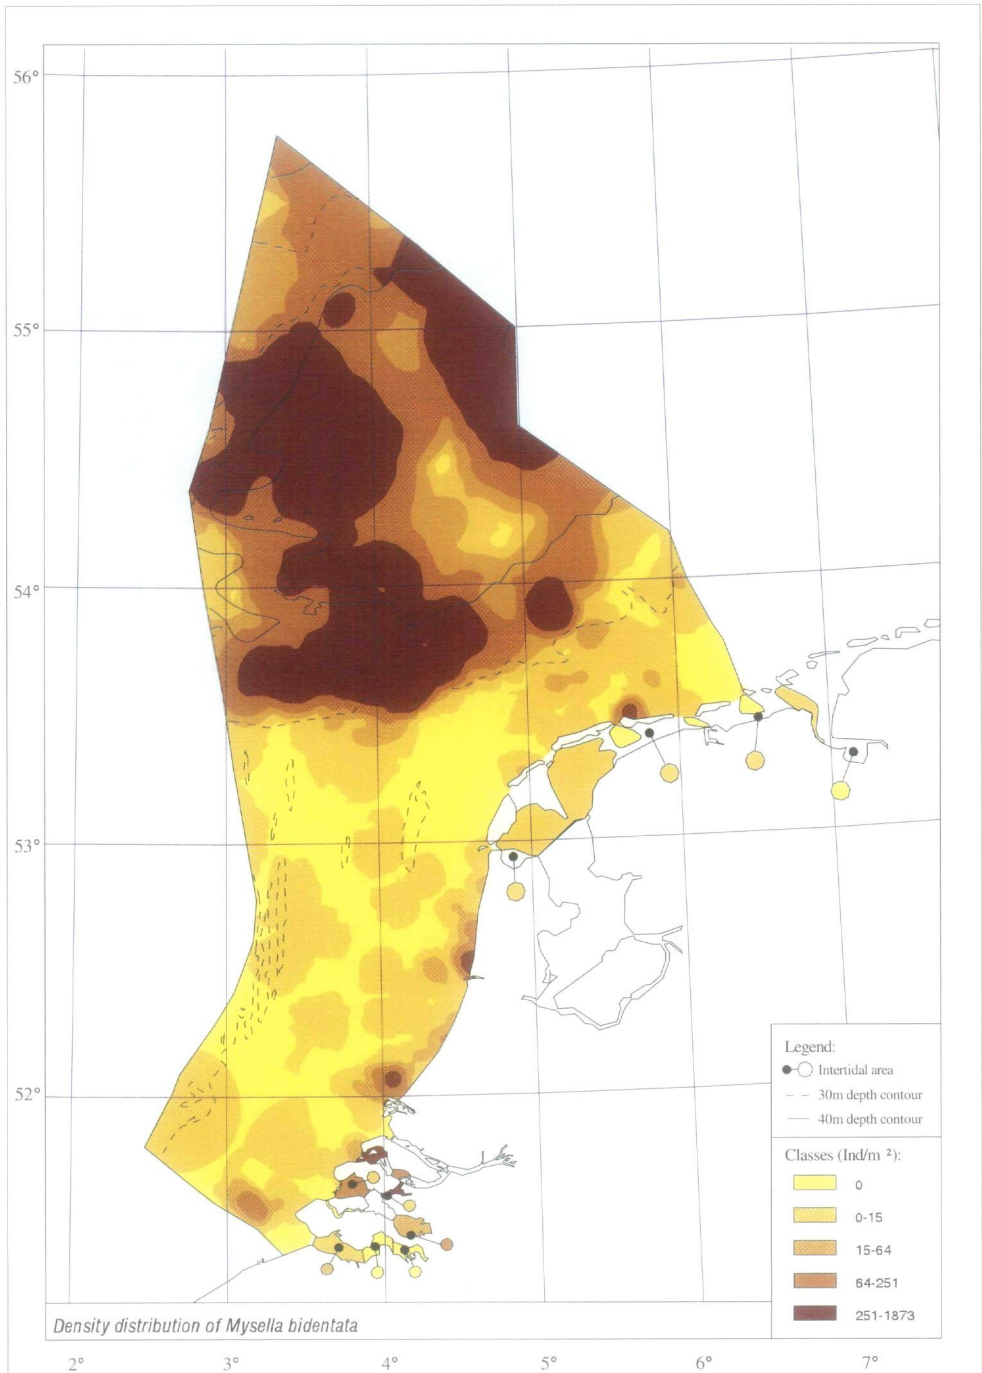 56°
55°
54°
53°
52°
Legend:
Intertidal area
30m depth contour
40m depth contour
Classes (Ind/m ²):
0
0-15
15-64
64-251
251-1873
Density distribution of Mysella bidentata
2°
3°
4°
5°
6°
7°